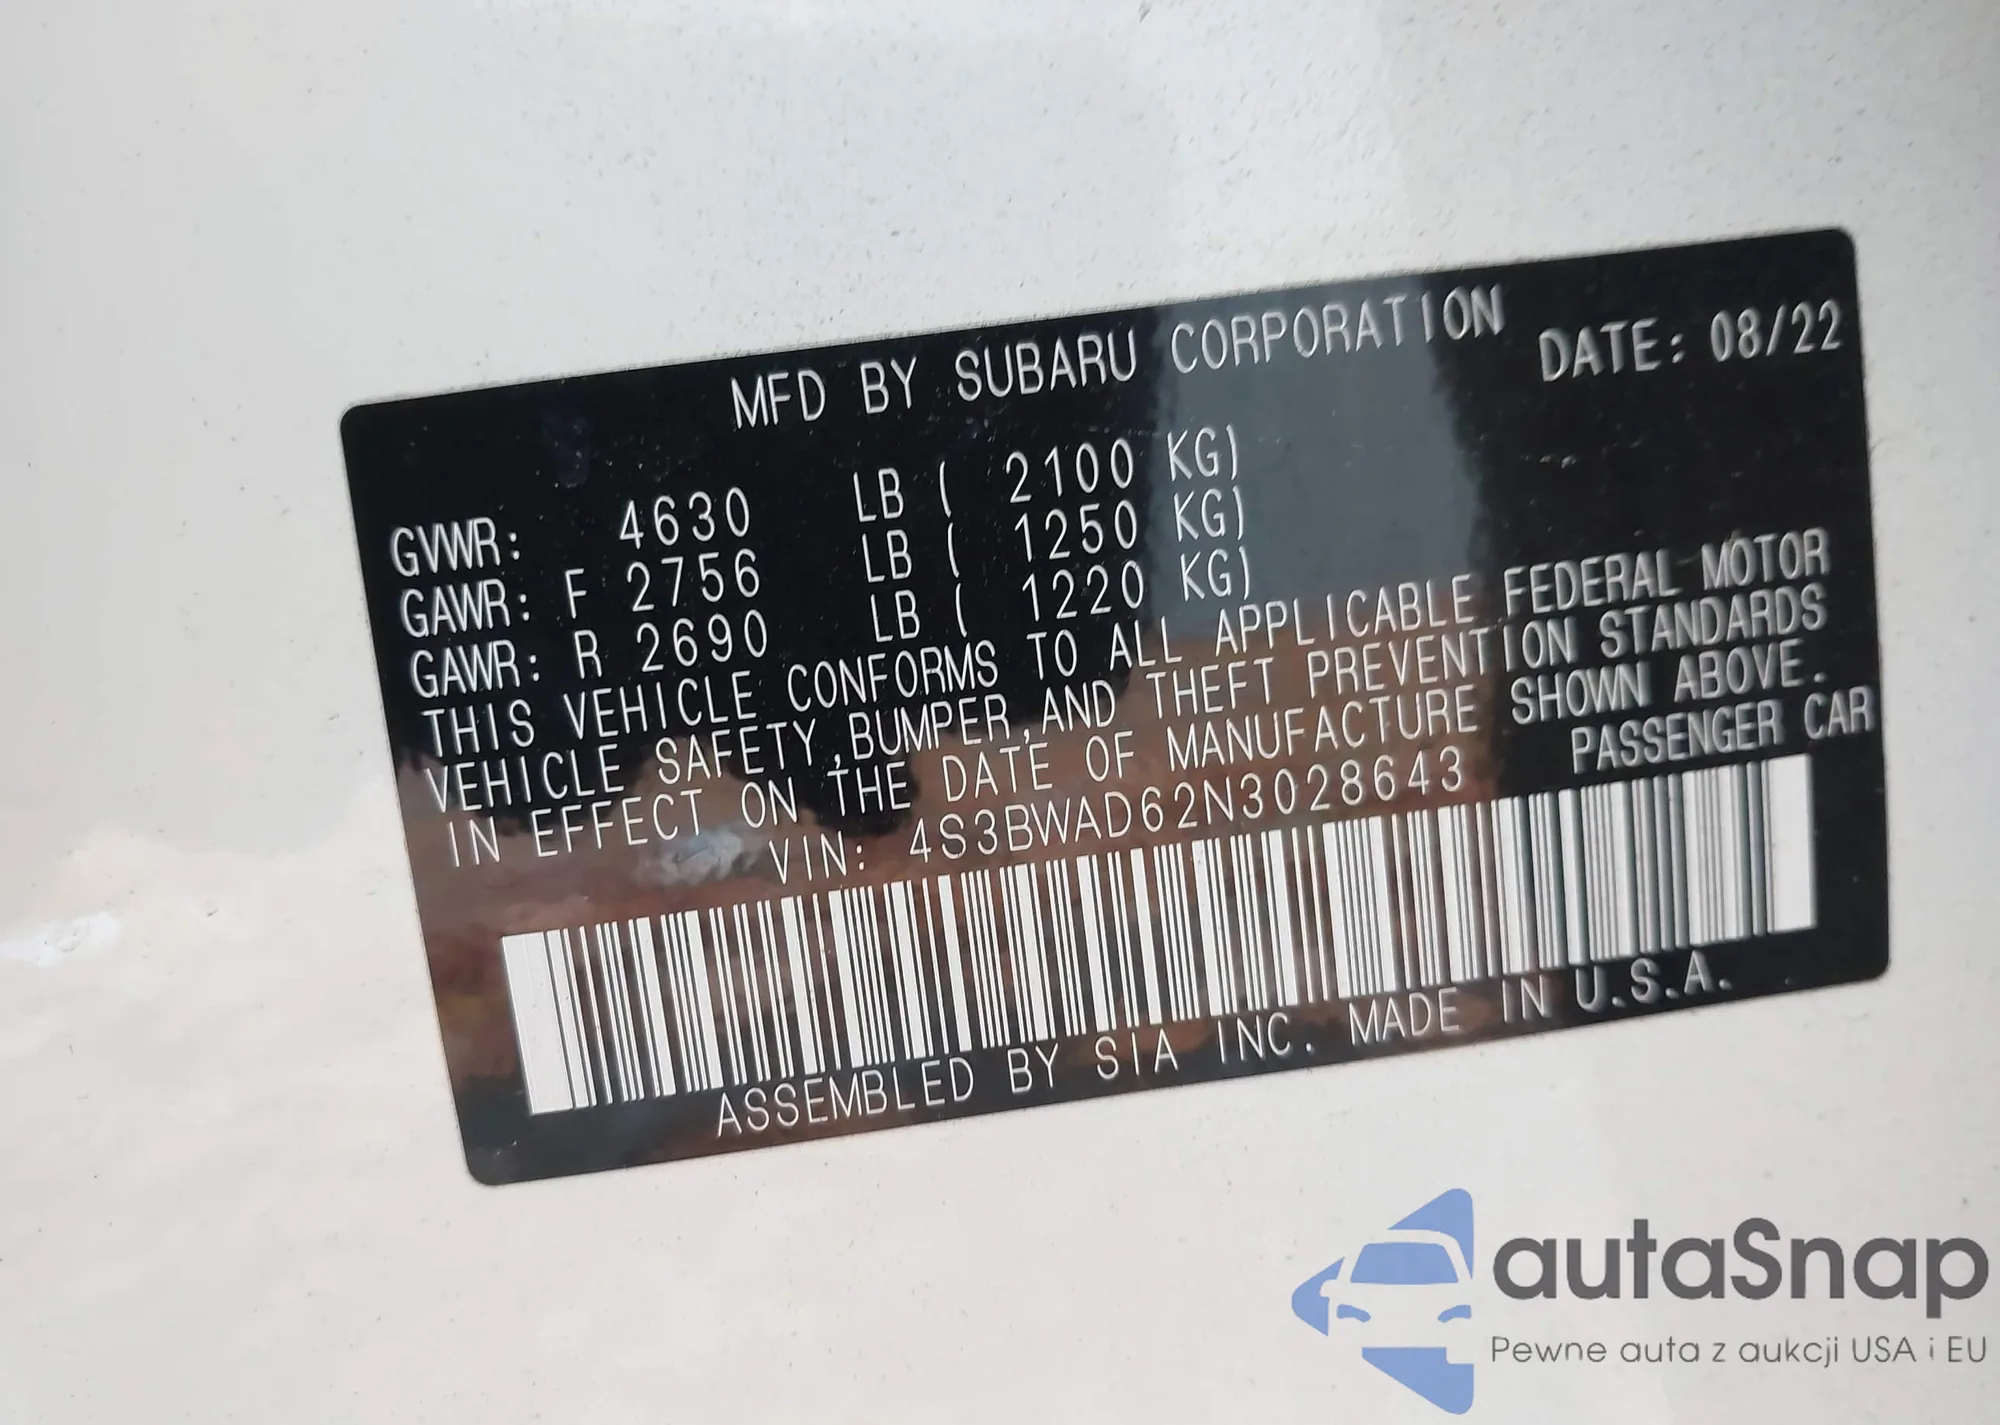 MFD BY SUBARU CORPORATION DATE: 08/22
GVWR: 4630 LB ( 2100 KG)
GAWR: F 2756 LB ( 1250 KG)
GAWR: R 2690 LB ( 1220 KG)
THIS VEHICLE CONFORMS TO ALL APPLICABLE FEDERAL MOTOR
VEHICLE SAFETY,BUMPER,AND THEFT PREVENTION STANDARDS
IN EFFECT ON THE DATE OF MANUFACTURE SHOWN ABOVE.
VIN: 4S3BWAD62N3028643 PASSENGER CAR
ASSEMBLED BY SIA INC. MADE IN U.S.A.
autaSnap
Pewne auta z aukcji USA i EU